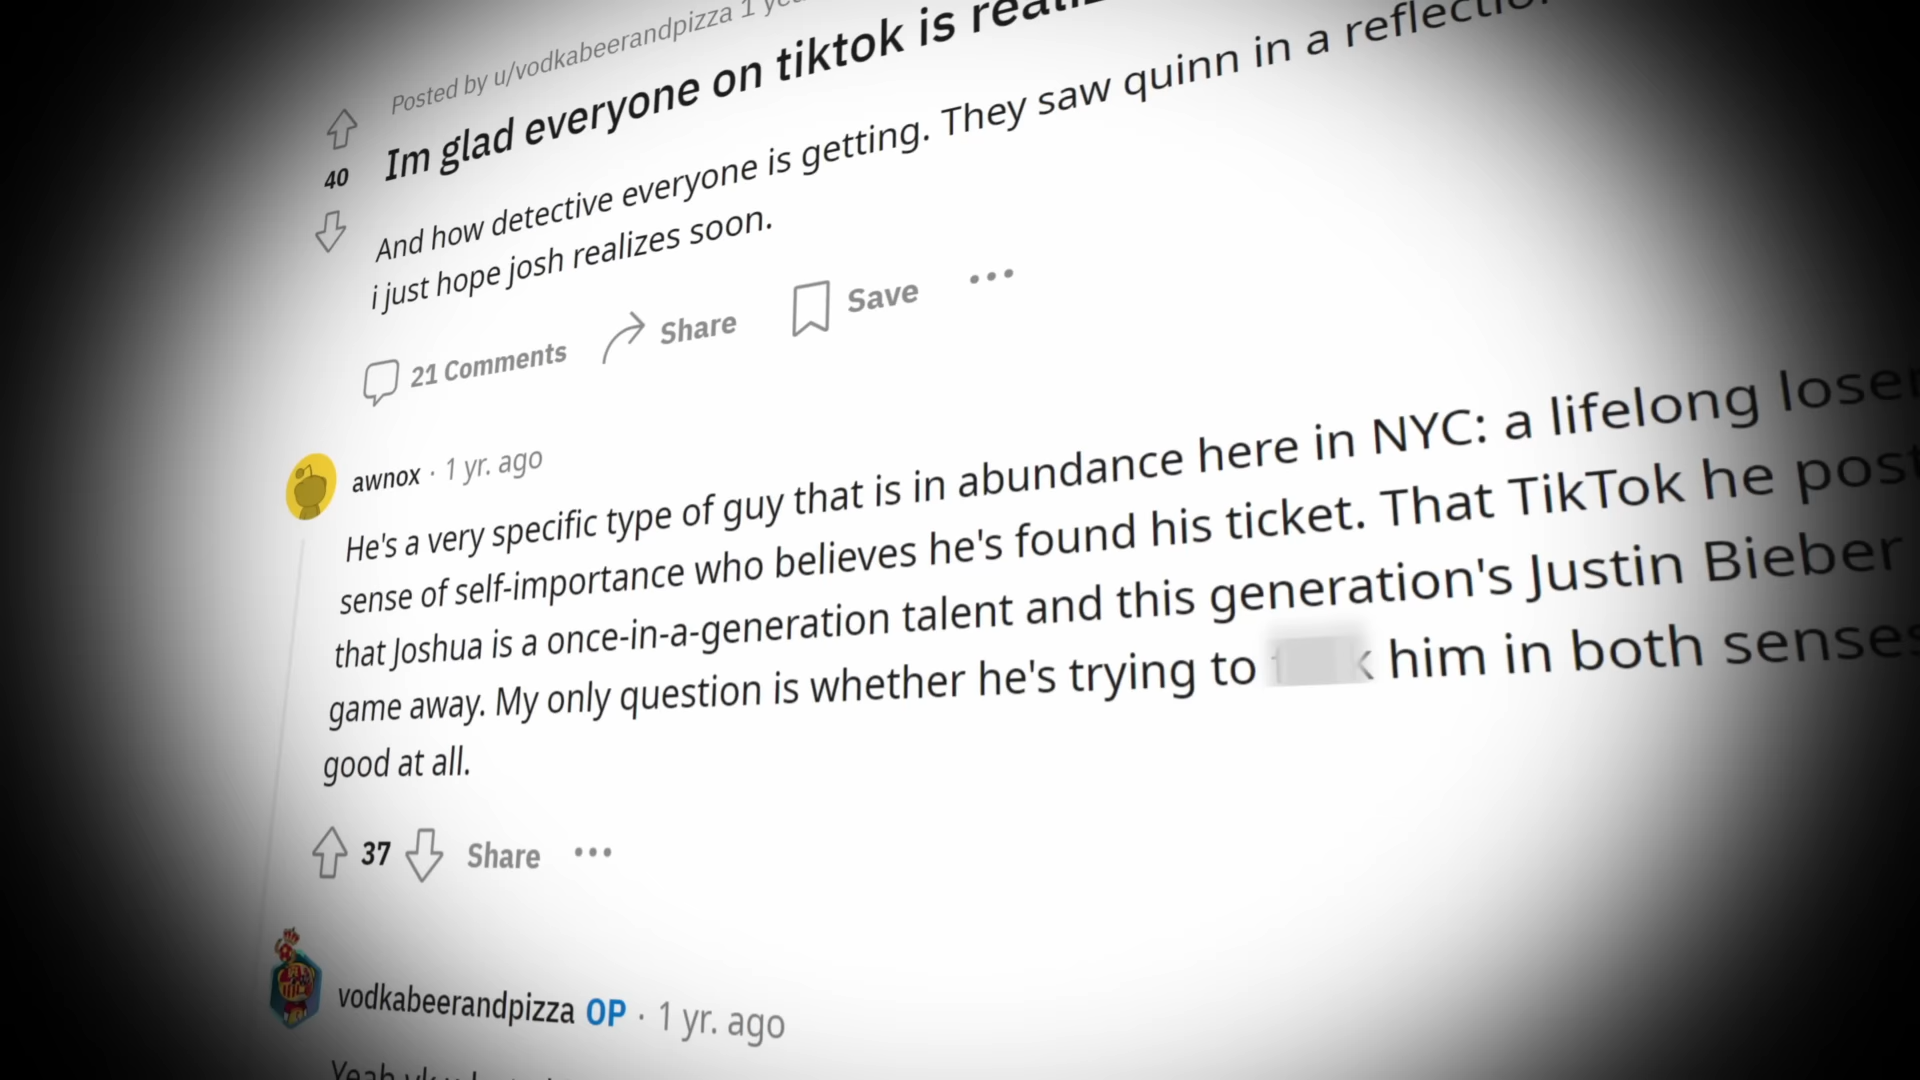 Posted by u/vodkabeerandpizza 1
Im glad everyone on tiktok is
And how detective everyone is getting. They saw quinn in a
i just hope josh realizes soon.
40
21 Comments Share Save
awnox · 1 yr. ago
He's a very specific type of guy that is in abundance here in NYC: a lifelong
sense of self-importance who believes he's found his ticket. That TikTok he
that Joshua is a once-in-a-generation talent and this generation's Justin Bieber
game away. My only question is whether he's trying to him in both senses
good at all.
37 Share
vodkabeerandpizza OP · 1 yr. ago